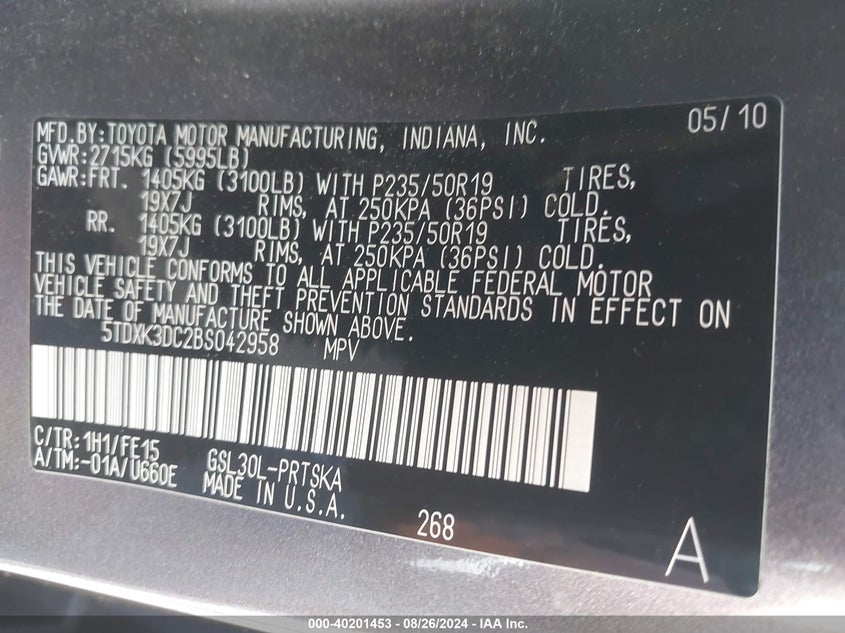 05/10
MFD.BY:TOYOTA MOTOR MANUFACTURING, INDIANA, INC.
GVWR:2715KG (5995LB)
GAWR:FRT. 1405KG (3100LB) WITH P235/50R19 TIRES,
19X7J RIMS, AT 250KPA (36PSI) COLD.
RR. 1405KG (3100LB) WITH P235/50R19 TIRES,
19X7J RIMS, AT 250KPA (36PSI) COLD.
THIS VEHICLE CONFORMS TO ALL APPLICABLE FEDERAL MOTOR
VEHICLE SAFETY AND THEFT PREVENTION STANDARDS IN EFFECT ON
THE DATE OF MANUFACTURE SHOWN ABOVE.
5TDXK3DC2BS042958 MPV
C/TR:1H1/FE15
A/TM:-01A/U660E
GSL30L-PRTSKA
MADE IN U.S.A.
268
A
000-40201453 - 08/26/2024 - IAA Inc.